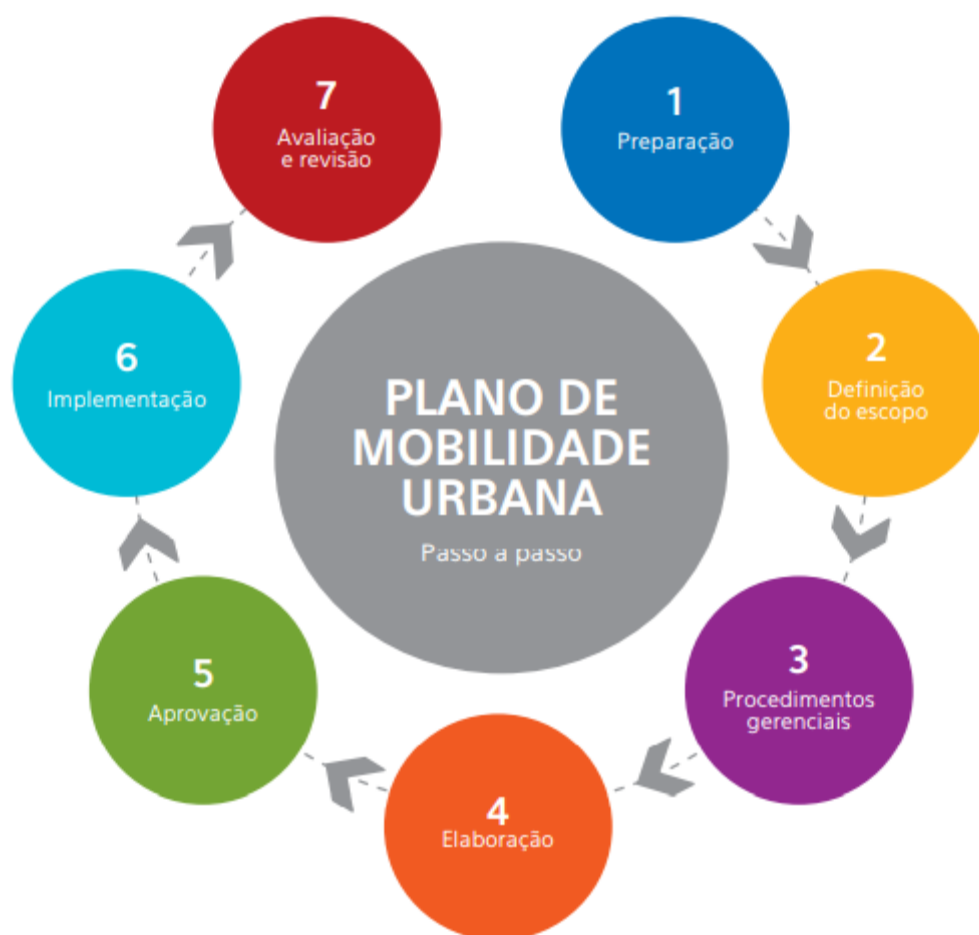 PLANO DE
MOBILIDADE
URBANA
Passo a passo
1
Preparação
2
Definição
do escopo
3
Procedimentos
gerenciais
4
Elaboração
5
Aprovação
6
Implementação
7
Avaliação
e revisão